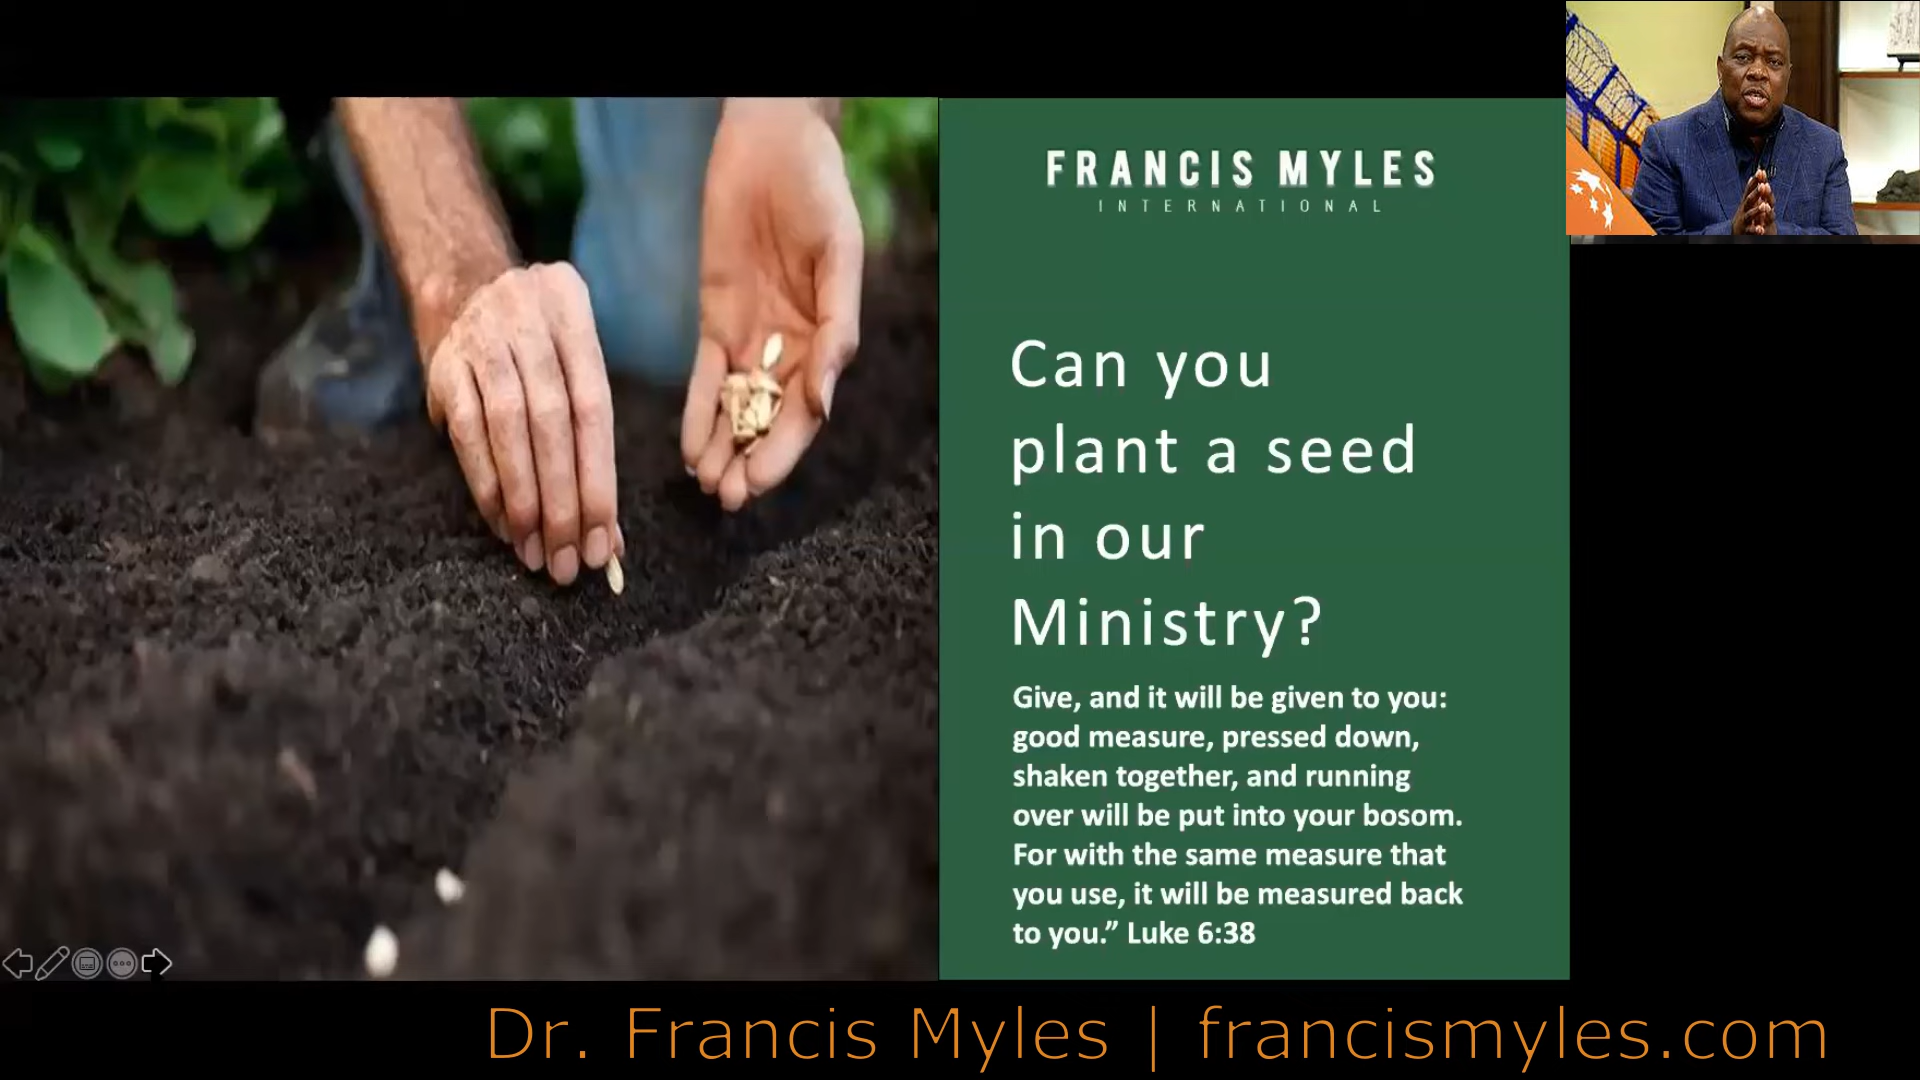 FRANCIS MYLES
INTERNATIONAL
Can you
plant a seed
in our
Ministry?
Give, and it will be given to you:
good measure, pressed down,
shaken together, and running
over will be put into your bosom.
For with the same measure that
you use, it will be measured back
to you.” Luke 6:38
Dr. Francis Myles | francismyles.com